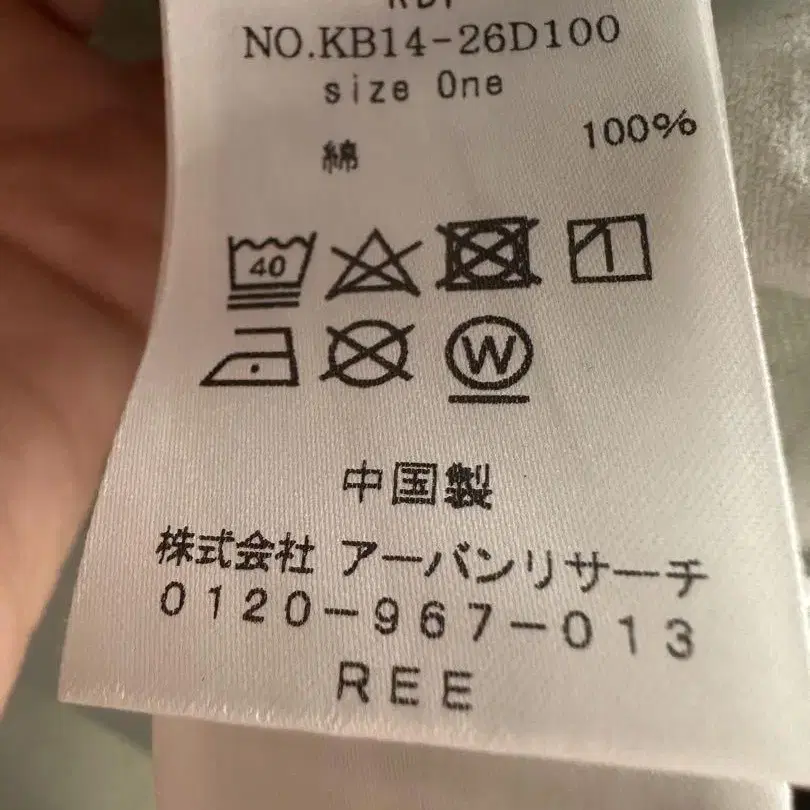 NO.KB14-26D100
size One
綿 100%
40
W
中国製
株式会社 アーバンリサーチ
0120-967-013
REE